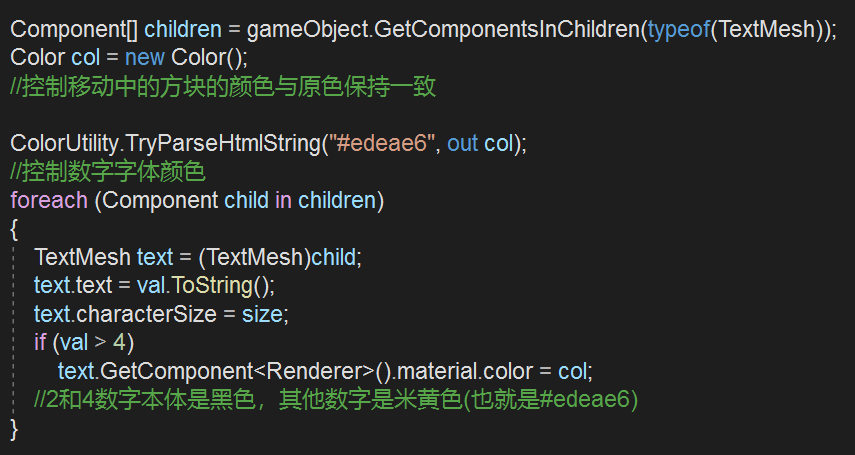 Component[] children = gameObject.GetComponentsInChildren(typeof(TextMesh));
Color col = new Color();
//控制移动中的方块的颜色与原色保持一致
ColorUtility.TryParseHtmlString("#edeae6", out col);
//控制数字字体颜色
foreach (Component child in children)
{
TextMesh text = (TextMesh)child;
text.text = val.ToString();
text.characterSize = size;
if (val > 4)
text.GetComponent<Renderer>().material.color = col;
//2和4数字本体是黑色，其他数字是米黄色(也就是#edeae6)
}